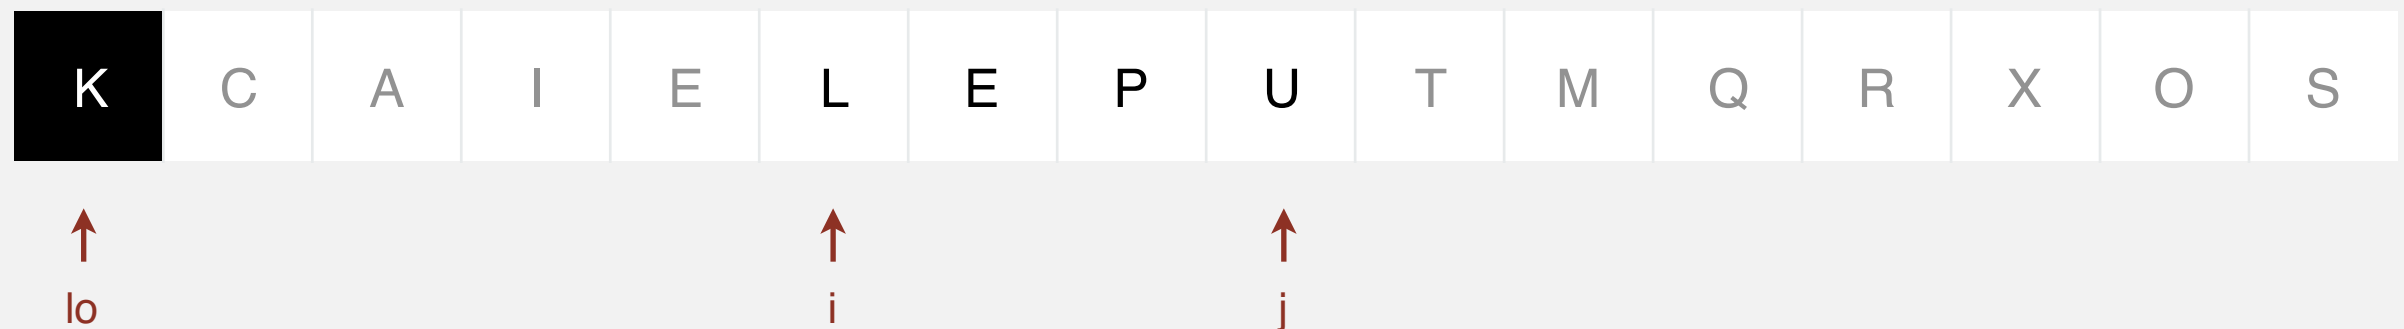 K C A I E L E P U T M Q R X O S
lo i j